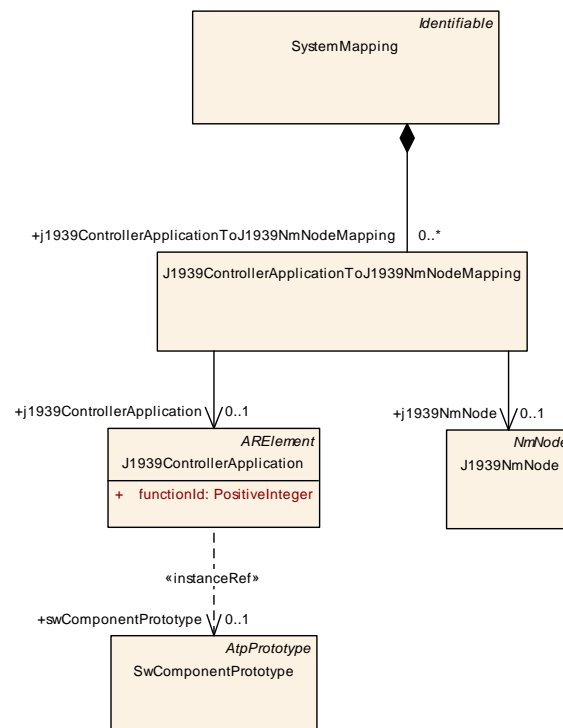 Identifiable
SystemMapping
+j1939ControllerApplicationToJ1939NmNodeMapping 0..*
J1939ControllerApplicationToJ1939NmNodeMapping
+j1939ControllerApplication 0..1
+j1939NmNode 0..1
ARElement
J1939ControllerApplication
+ functionId: PositiveInteger
NmNode
J1939NmNode
«instanceRef»
+swComponentPrototype 0..1
AtpPrototype
SwComponentPrototype